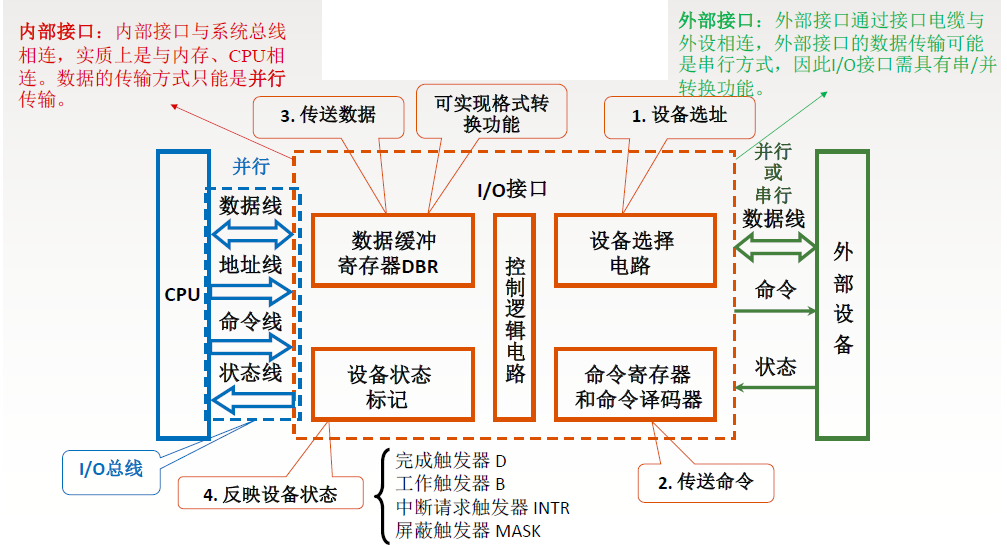 内部接口：内部接口与系统总线
相连，实质上是与内存、CPU相
连。数据的传输方式只能是并行
传输。
外部接口：外部接口通过接口电缆与
外设相连，外部接口的数据传输可能
是串行方式，因此I/O接口需具有串/并
转换功能。
3. 传送数据
可实现格式转
换功能
1. 设备选址
并行
I/O接口
并行
或
串行
数据线
地址线
命令线
状态线
CPU
数据缓冲
寄存器DBR
控制逻辑电路
设备选择
电路
设备状态
标记
命令寄存器
和命令译码器
数据线
命令
状态
外部设备
I/O总线
4. 反映设备状态
完成触发器 D
工作触发器 B
中断请求触发器 INTR
屏蔽触发器 MASK
2. 传送命令